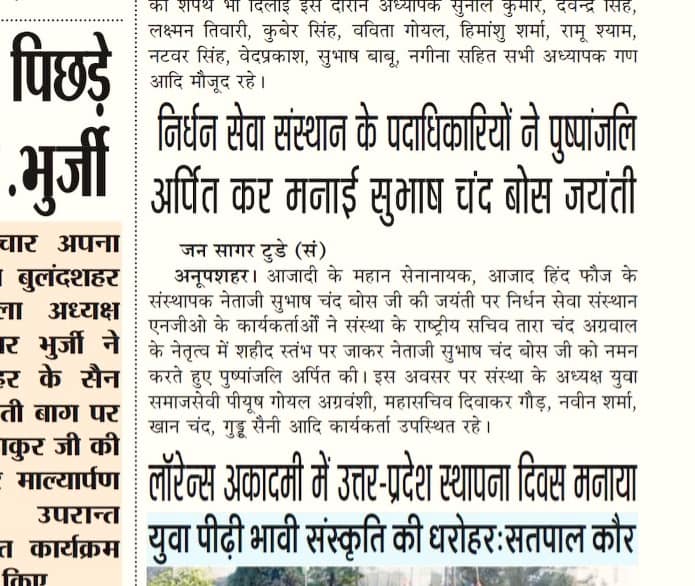 को शपथ भी दिलाई इस दौरान अध्यापक सुनील कुमार, देवेन्द्र सिंह,
लक्ष्मन तिवारी, कुबेर सिंह, वविता गोयल, हिमांशु शर्मा, रामू श्याम,
नटवर सिंह, वेदप्रकाश, सुभाष बाबू, नगीना सहित सभी अध्यापक गण
आदि मौजूद रहे।
निर्धन सेवा संस्थान के पदाधिकारियों ने पुष्पांजलि
अर्पित कर मनाई सुभाष चंद बोस जयंती
जन सागर टुडे (सं)
अनूपशहर। आजादी के महान सेनानायक, आजाद हिंद फौज के
संस्थापक नेताजी सुभाष चंद बोस जी की जयंती पर निर्धन सेवा संस्थान
एनजीओ के कार्यकर्ताओं ने संस्था के राष्ट्रीय सचिव तारा चंद अग्रवाल
के नेतृत्व में शहीद स्तंभ पर जाकर नेताजी सुभाष चंद बोस जी को नमन
करते हुए पुष्पांजलि अर्पित की। इस अवसर पर संस्था के अध्यक्ष युवा
समाजसेवी पीयूष गोयल अग्रवंशी, महासचिव दिवाकर गौड़, नवीन शर्मा,
खान चंद, गुड्डू सैनी आदि कार्यकर्ता उपस्थित रहे।
लॉरेन्स अकादमी में उत्तर-प्रदेश स्थापना दिवस मनाया
युवा पीढ़ी भावी संस्कृति की धरोहर:सतपाल कौर
पिछड़े
.भुर्जी
चार अपना
बुलंदशहर
ला अध्यक्ष
र भुर्जी ने
हर के सैन
ती बाग पर
ाकुर जी की
माल्यार्पण
उपरान्त
त कार्यक्रम
किए